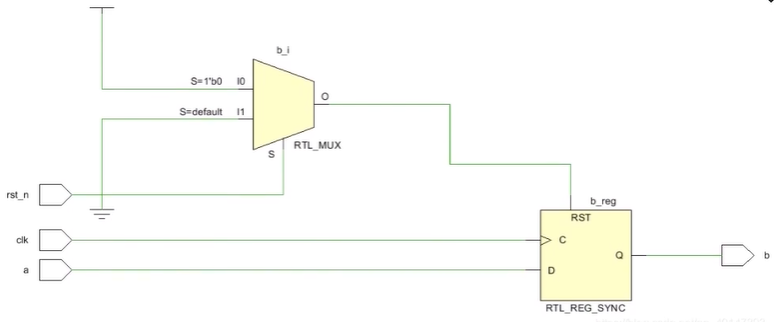 b_i
S=1'b0 I0
O
S=default I1
S RTL_MUX
rst_n
b_reg
RST
clk C
Q b
a D
RTL_REG_SYNC